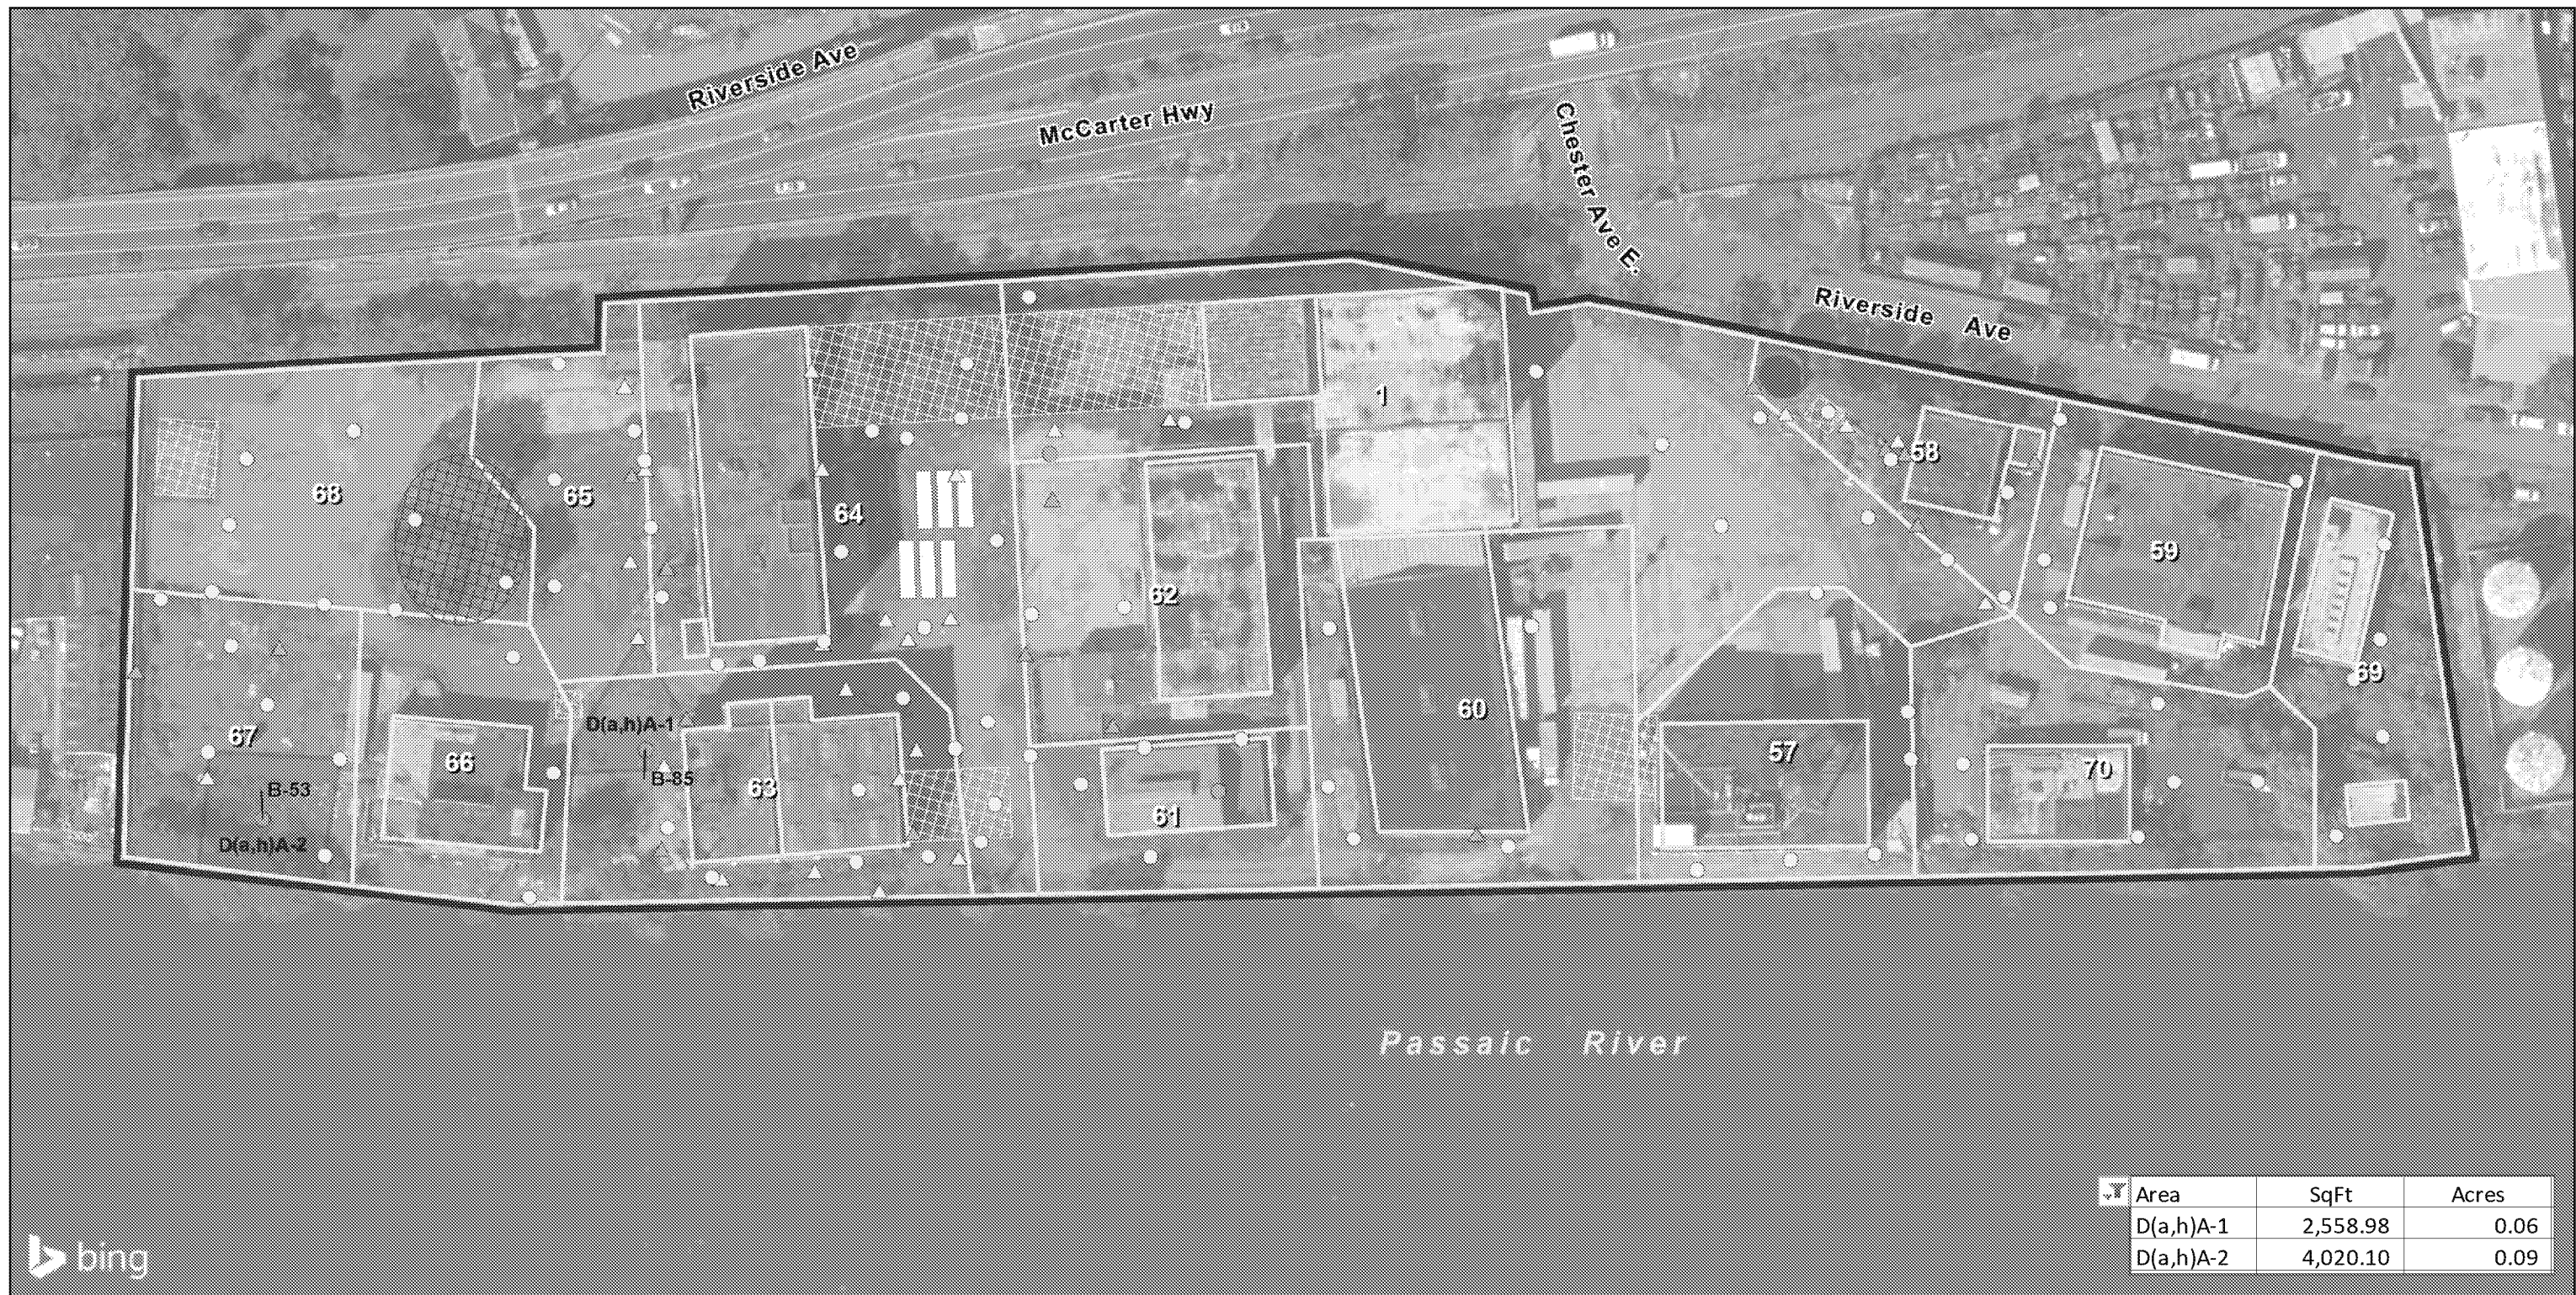 Riverside Ave
McCarter Hwy
Chester Ave E.
Riverside Ave
1
58
68
65
64
59
62
69
60
D(a,h)A-1
67
66
B-85
63
57
70
B-53
61
D(a,h)A-2
Passaic River
Area SqFt Acres
D(a,h)A-1 2,558.98 0.06
D(a,h)A-2 4,020.10 0.09
bing